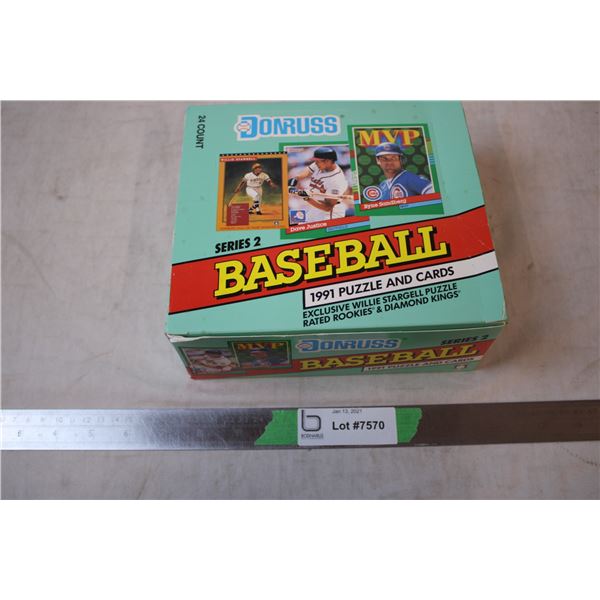 24 COUNT
DONRUSS
WILLIE STARGELL
Dave Justice
MVP
Ryne Sandberg
SERIES 2
BASEBALL
1991 PUZZLE AND CARDS
EXCLUSIVE WILLIE STARGELL PUZZLE
RATED ROOKIES & DIAMOND KINGS
MVP
DONRUSS
SERIES 2
BASEBALL
1991 PUZZLE AND CARDS
Jan 13, 2021
Lot #7570